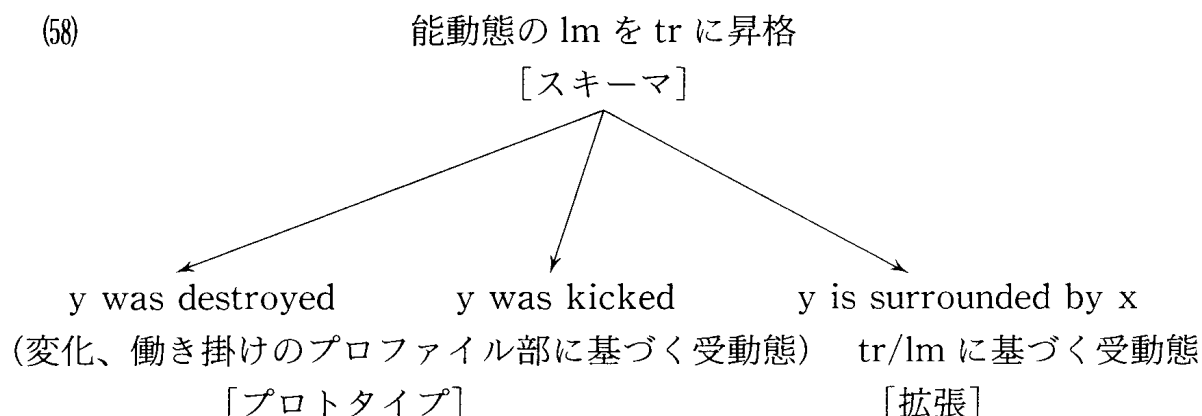 (58) 能動態の lm を tr に昇格
[スキーマ]
y was destroyed y was kicked y is surrounded by x
(変化、働き掛けのプロファイル部に基づく受動態) tr/lm に基づく受動態
[プロトタイプ] [拡張]